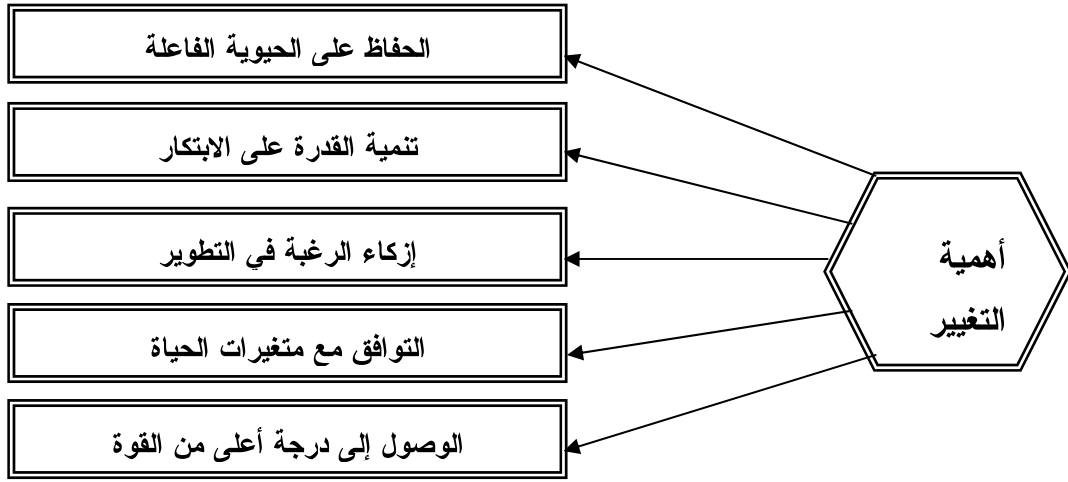 أهمية
التغيير
الحفاظ على الحيوية الفاعلة
تنمية القدرة على الابتكار
إزكاء الرغبة في التطوير
التوافق مع متغيرات الحياة
الوصول إلى درجة أعلى من القوة